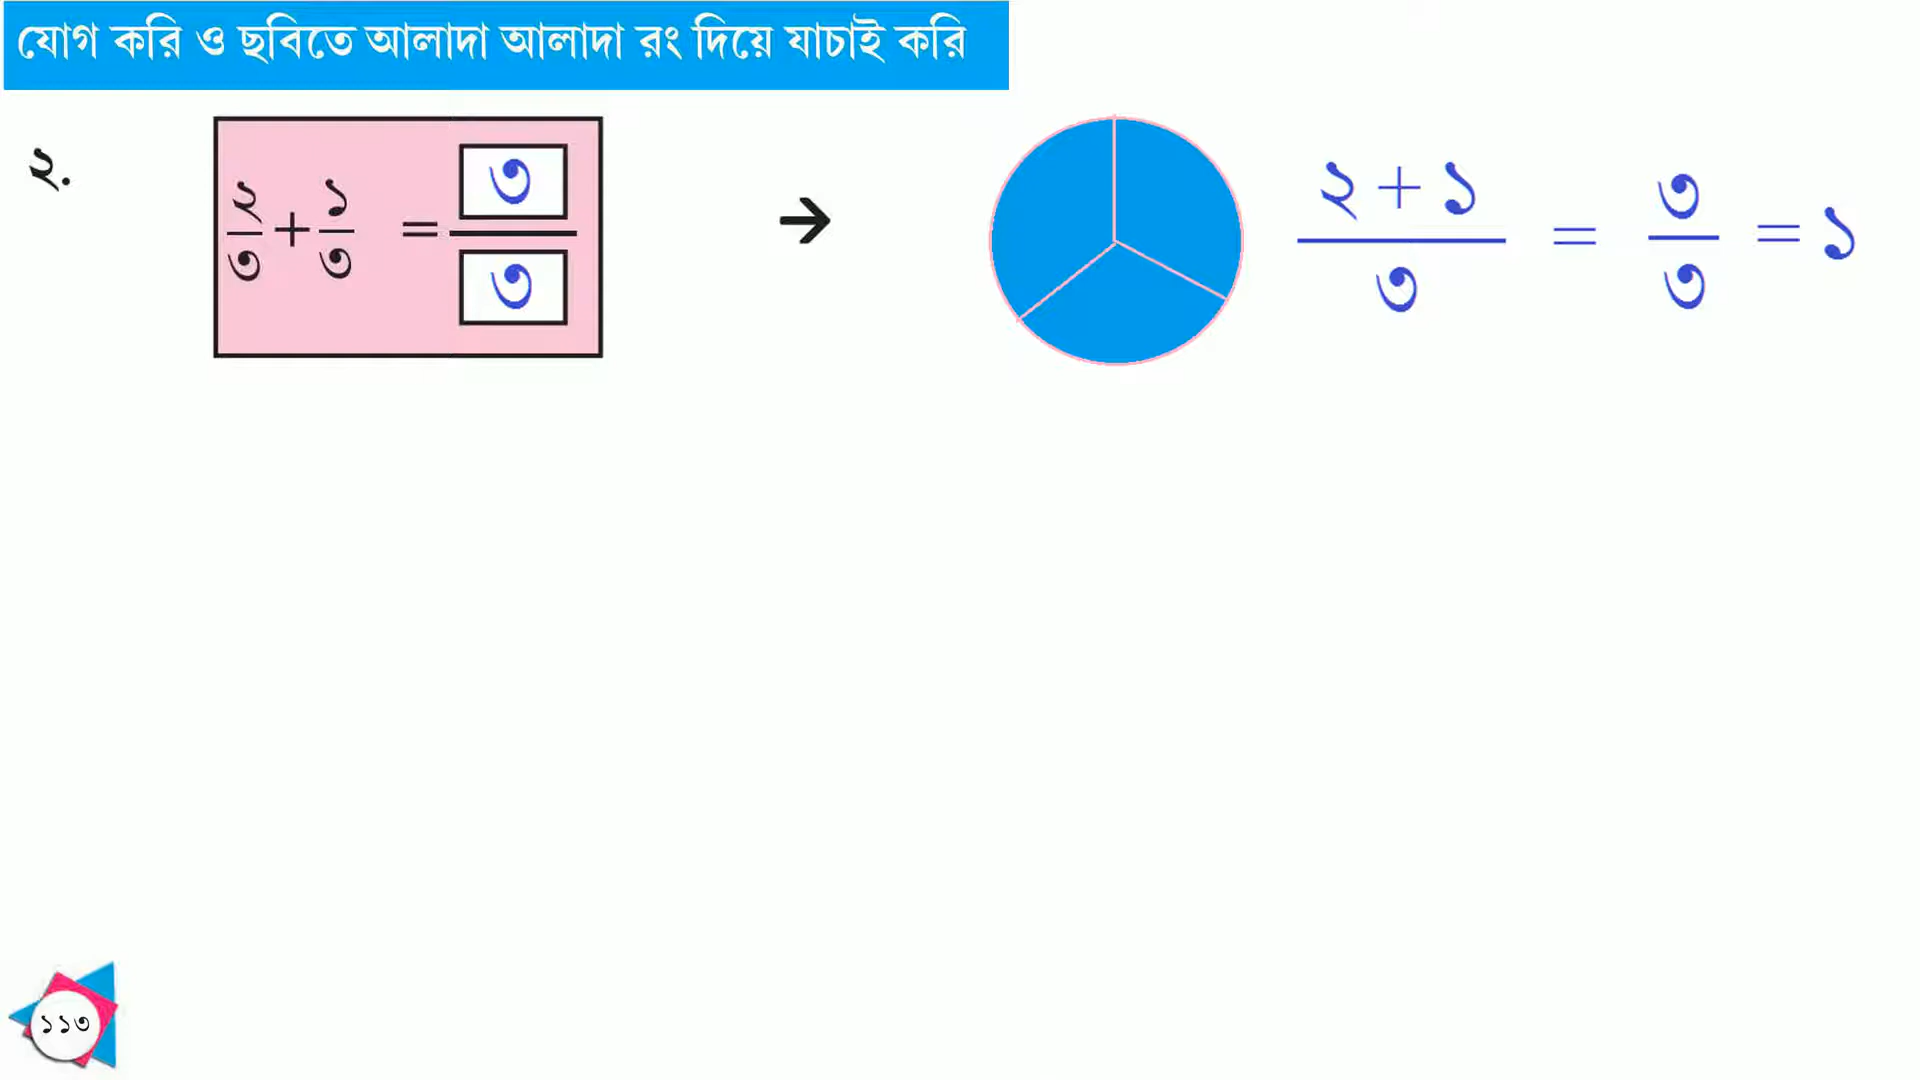 যোগ করি ও ছবিতে আলাদা আলাদা রং দিয়ে যাচাই করি
২. ২/৩ + ১/৩ = ৩/৩ → (২ + ১)/৩ = ৩/৩ = ১
১১৩